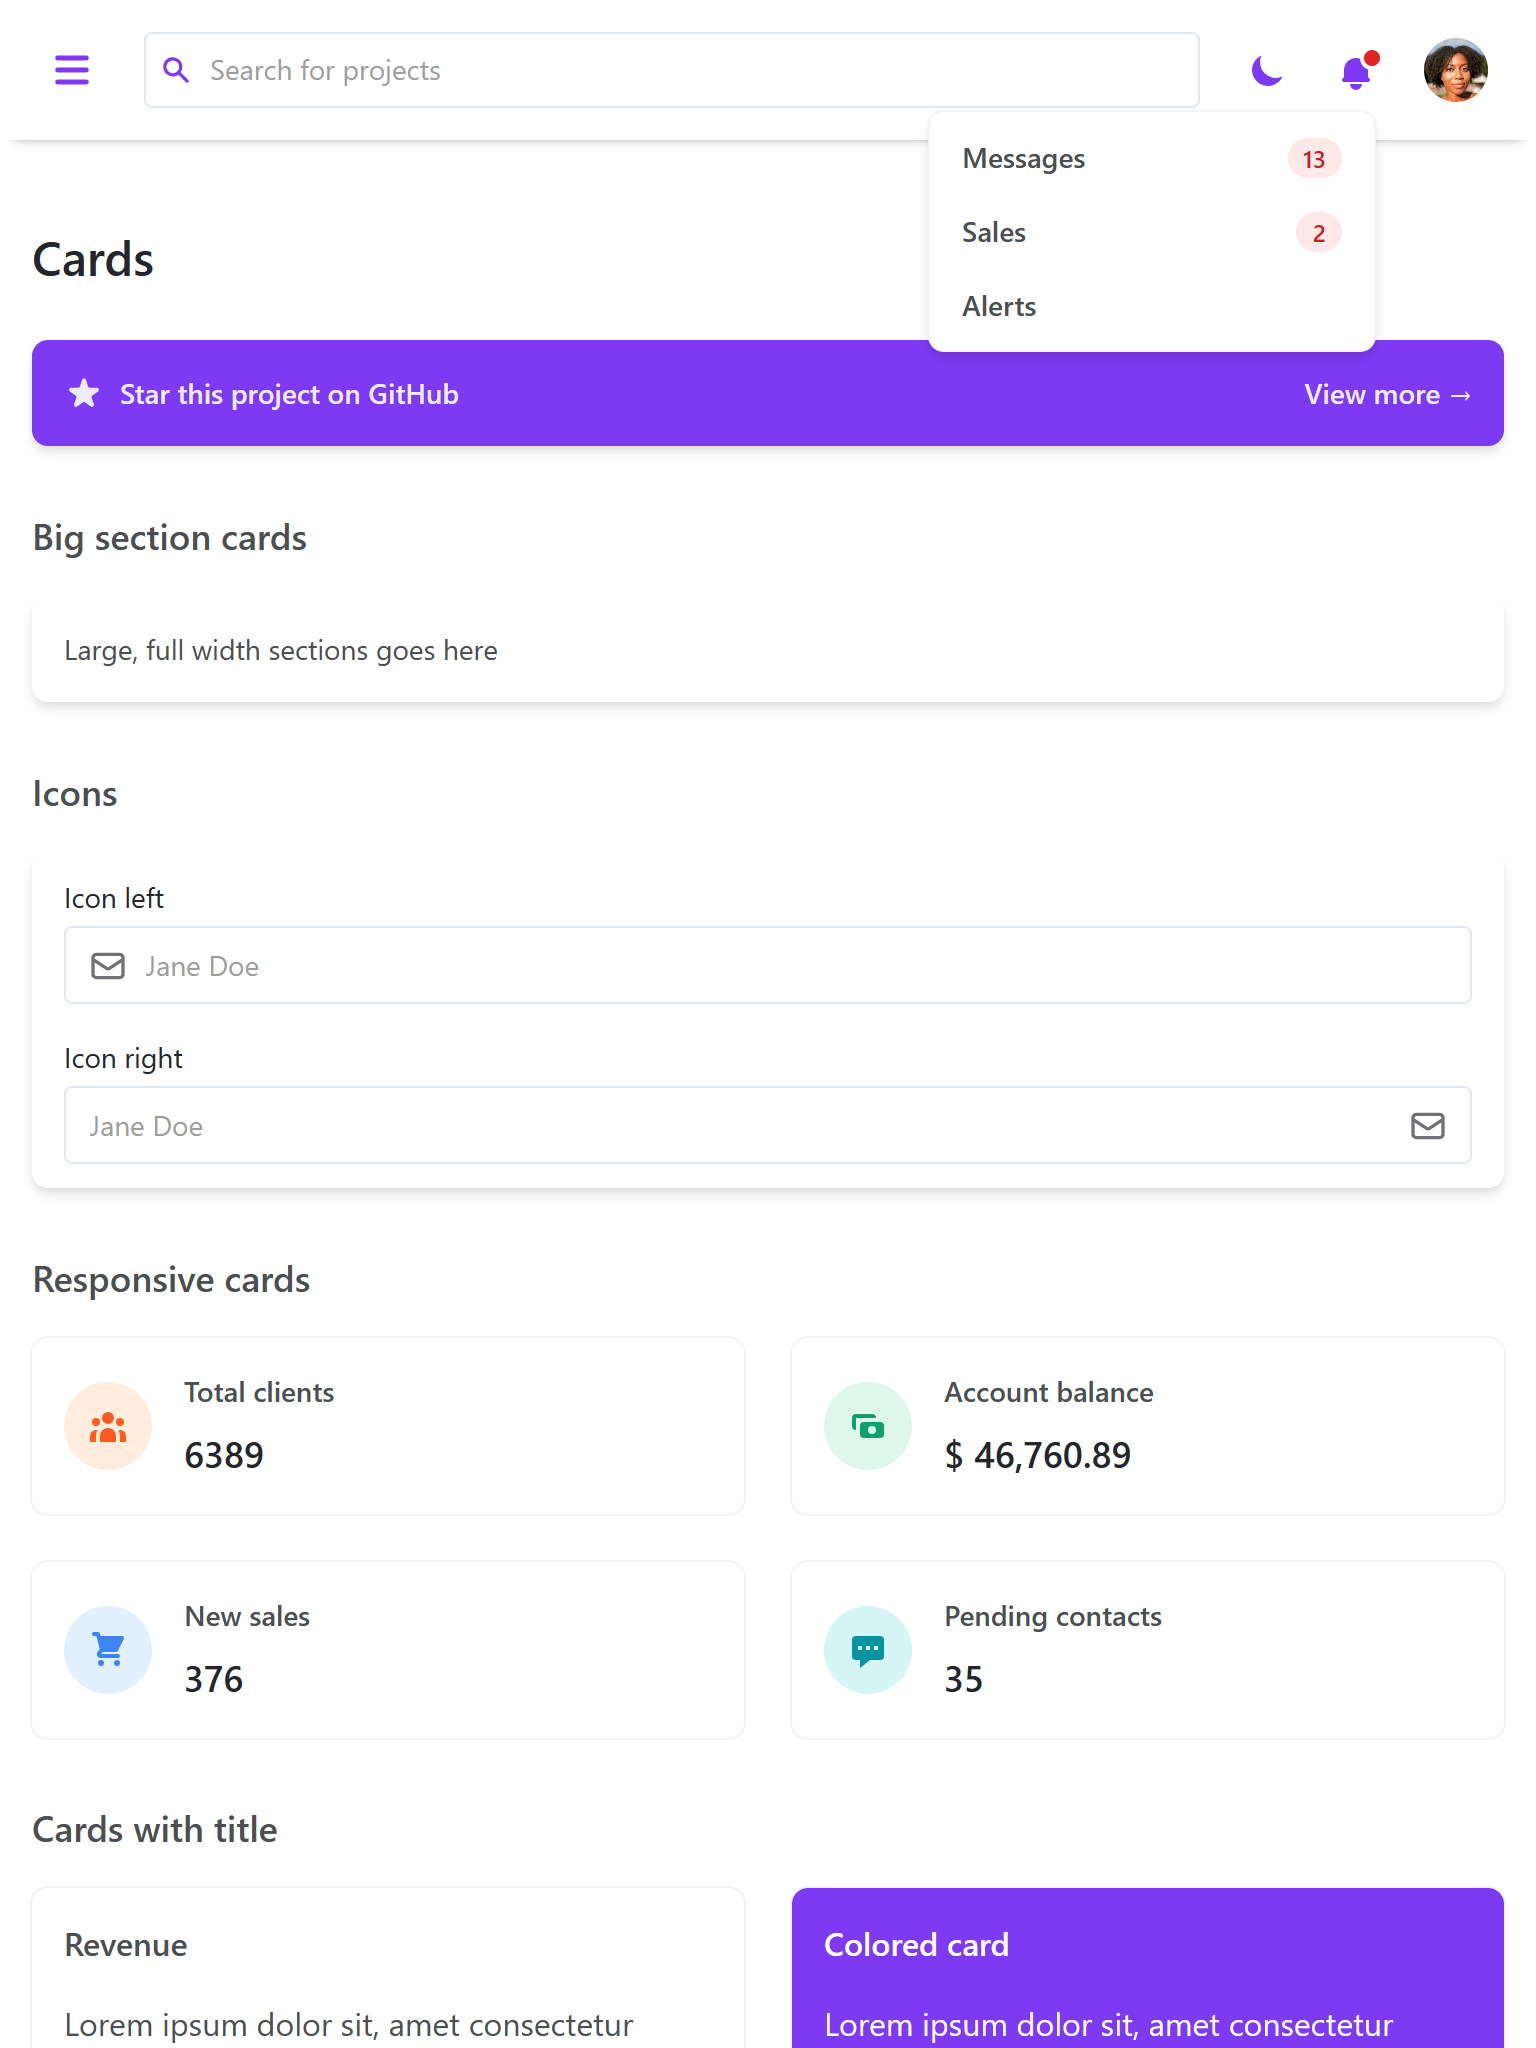 Search for projects
Messages 13
Sales 2
Alerts
Cards
Star this project on GitHub
View more →
Big section cards
Large, full width sections goes here
Icons
Icon left
Jane Doe
Icon right
Jane Doe
Responsive cards
Total clients
6389
Account balance
$ 46,760.89
New sales
376
Pending contacts
35
Cards with title
Revenue
Lorem ipsum dolor sit, amet consectetur
Colored card
Lorem ipsum dolor sit, amet consectetur